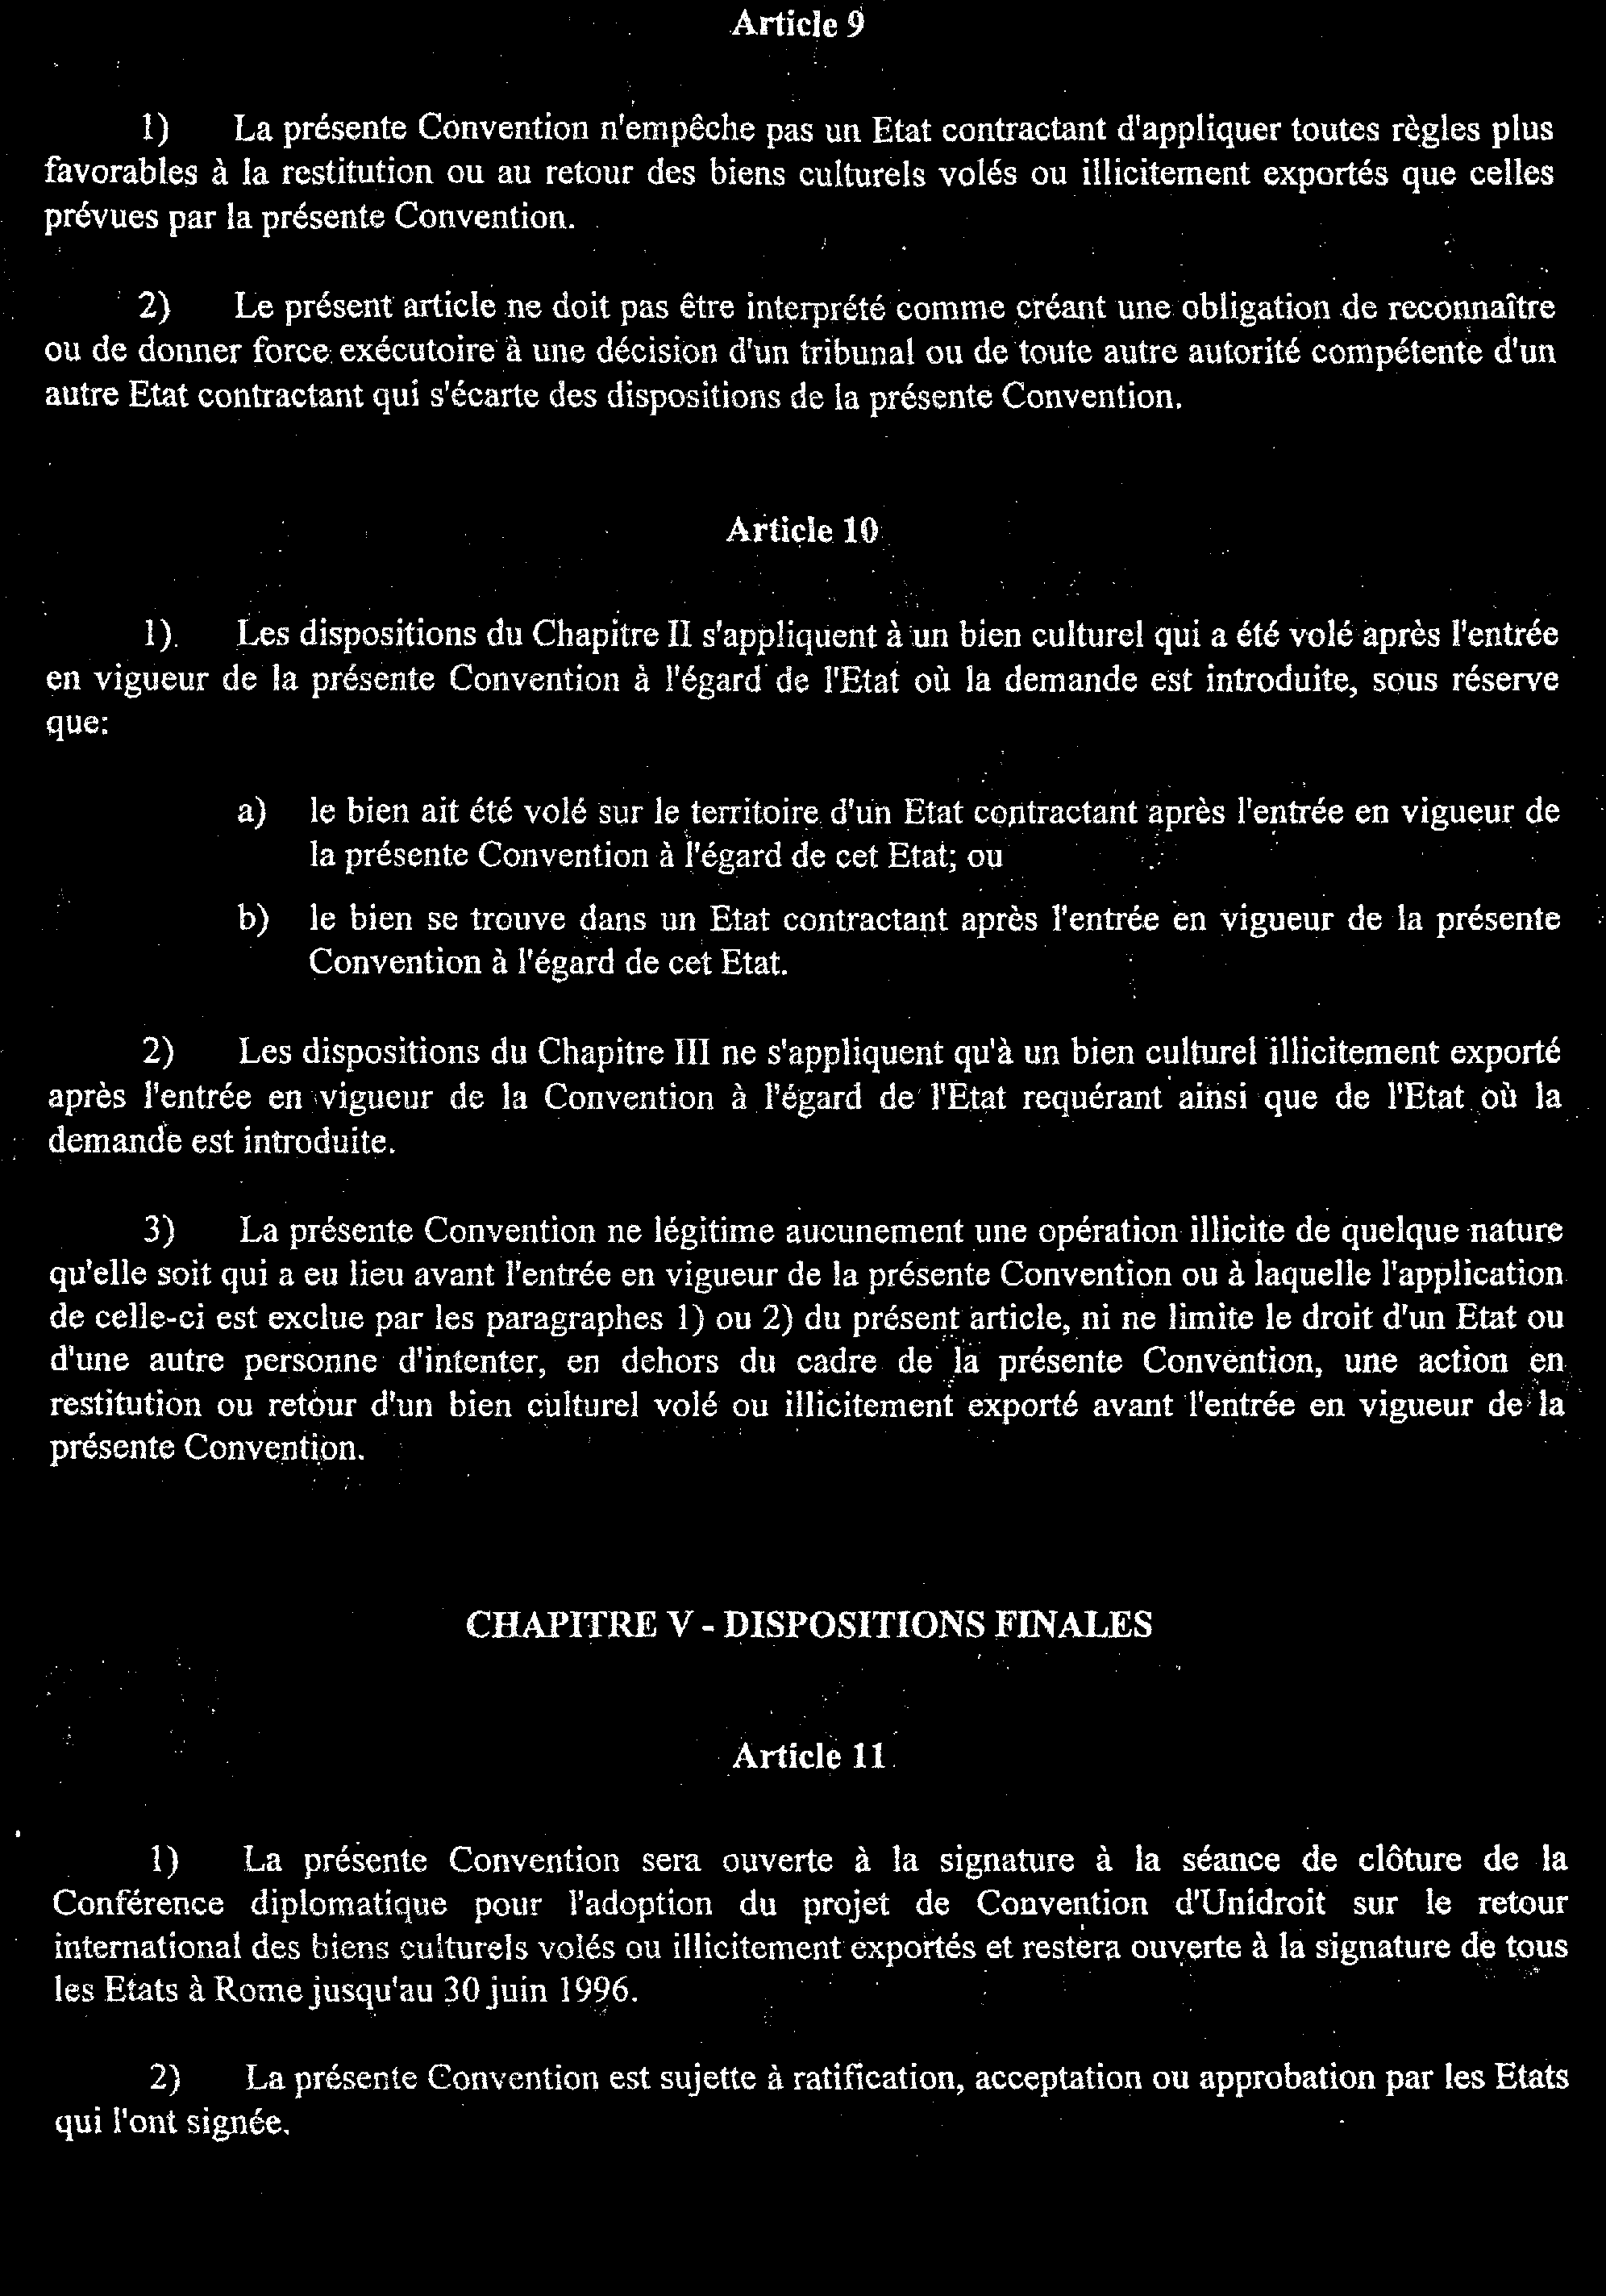 Article 9
1) La présente Convention n'empêche pas un Etat contractant d'appliquer toutes règles plus
favorables à la restitution ou au retour des biens culturels volés ou illicitement exportés que celles
prévues par la présente Convention.
2) Le présent article ne doit pas être interprété comme créant une obligation de reconnaître
ou de donner force exécutoire à une décision d'un tribunal ou de toute autre autorité compétente d'un
autre Etat contractant qui s'écarte des dispositions de la présente Convention.
Article 10
1) Les dispositions du Chapitre II s'appliquent à un bien culturel qui a été volé après l'entrée
en vigueur de la présente Convention à l'égard de l'Etat où la demande est introduite, sous réserve
que:
a) le bien ait été volé sur le territoire d'un Etat contractant après l'entrée en vigueur de
la présente Convention à l'égard de cet Etat; ou
b) le bien se trouve dans un Etat contractant après l'entrée en vigueur de la présente
Convention à l'égard de cet Etat.
2) Les dispositions du Chapitre III ne s'appliquent qu'à un bien culturel illicitement exporté
après l'entrée en vigueur de la Convention à l'égard de l'Etat requérant ainsi que de l'Etat où la
demande est introduite.
3) La présente Convention ne légitime aucunement une opération illicite de quelque nature
qu'elle soit qui a eu lieu avant l'entrée en vigueur de la présente Convention ou à laquelle l'application
de celle-ci est exclue par les paragraphes 1) ou 2) du présent article, ni ne limite le droit d'un Etat ou
d'une autre personne d'intenter, en dehors du cadre de la présente Convention, une action en
restitution ou retour d'un bien culturel volé ou illicitement exporté avant l'entrée en vigueur de la
présente Convention.
CHAPITRE V - DISPOSITIONS FINALES
Article 11
1) La présente Convention sera ouverte à la signature à la séance de clôture de la
Conférence diplomatique pour l'adoption du projet de Convention d'Unidroit sur le retour
international des biens culturels volés ou illicitement exportés et restera ouverte à la signature de tous
les Etats à Rome jusqu'au 30 juin 1996.
2) La présente Convention est sujette à ratification, acceptation ou approbation par les Etats
qui l'ont signée.